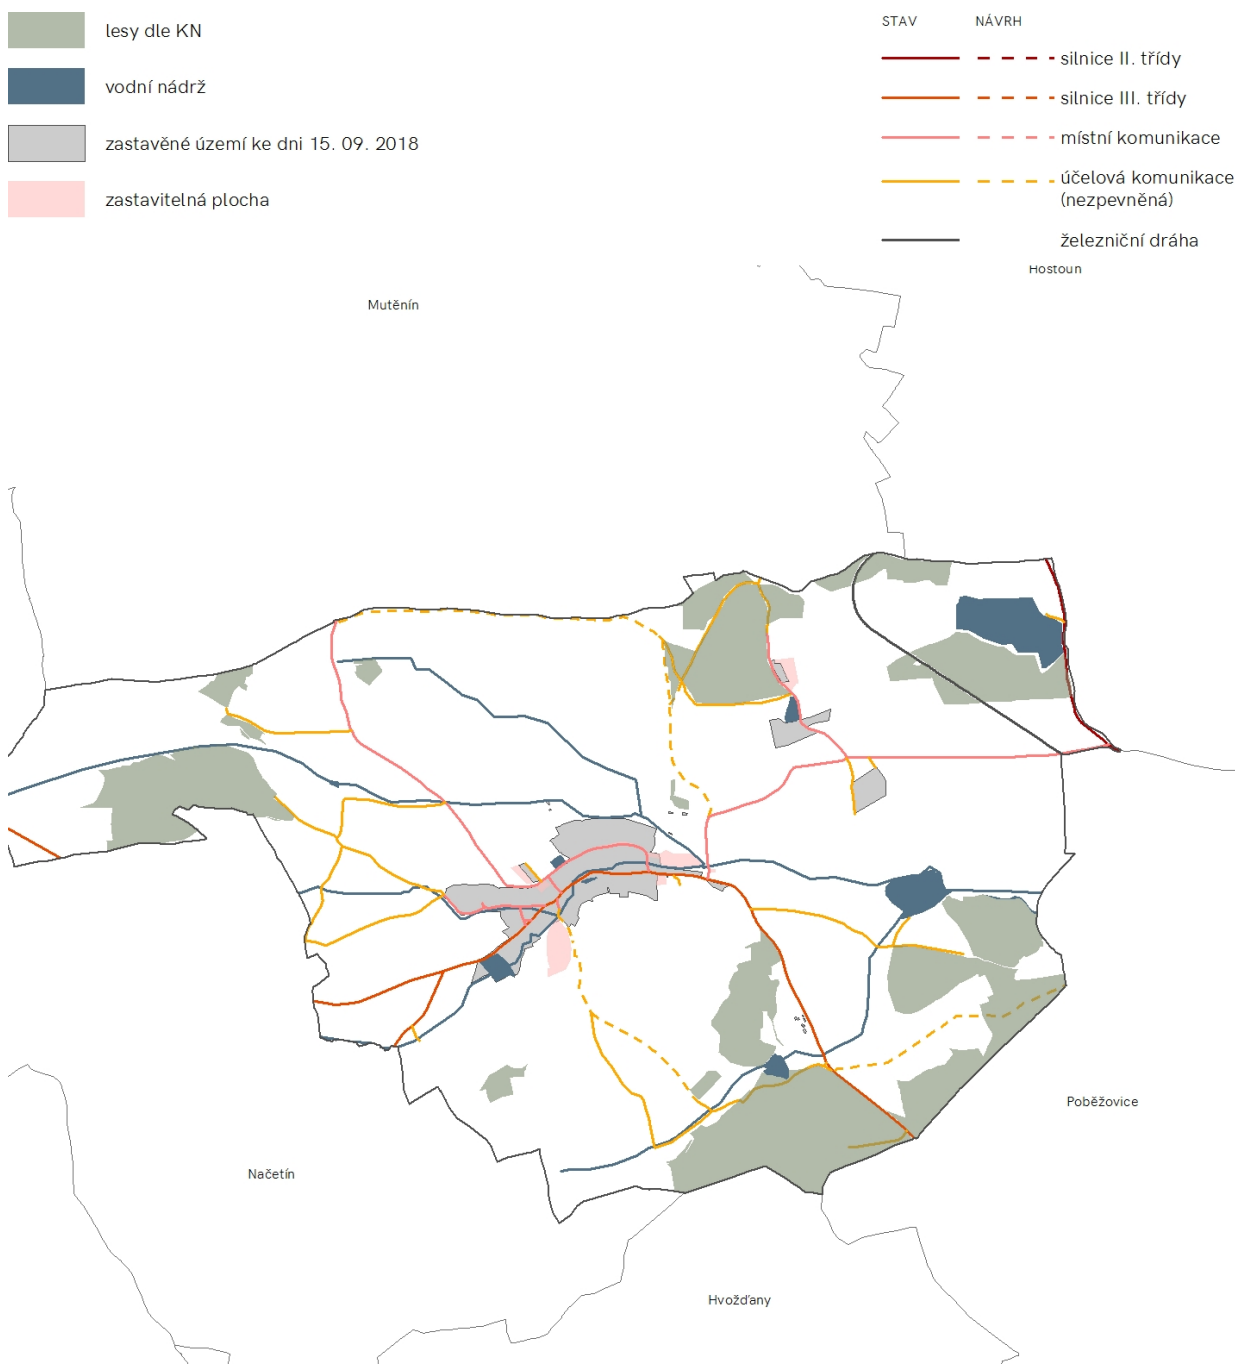 lesy dle KN
vodní nádrž
zastavěné území ke dni 15. 09. 2018
zastavitelná plocha
STAV NÁVRH
silnice II. třídy
silnice III. třídy
místní komunikace
účelová komunikace
(nezpevněná)
železniční dráha
Hostoun
Mutěnín
Poběžovice
Načetín
Hvožďany